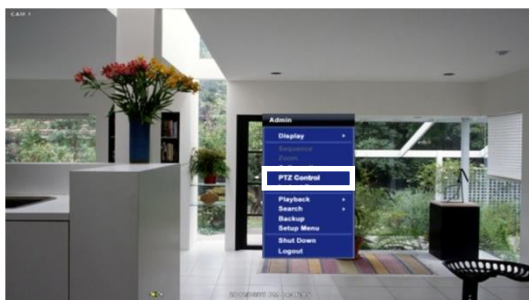 CAM 1
Admin
Display
Sequence
Zoom
PTZ Control
Playback
Search
Backup
Setup Menu
Shut Down
Logout